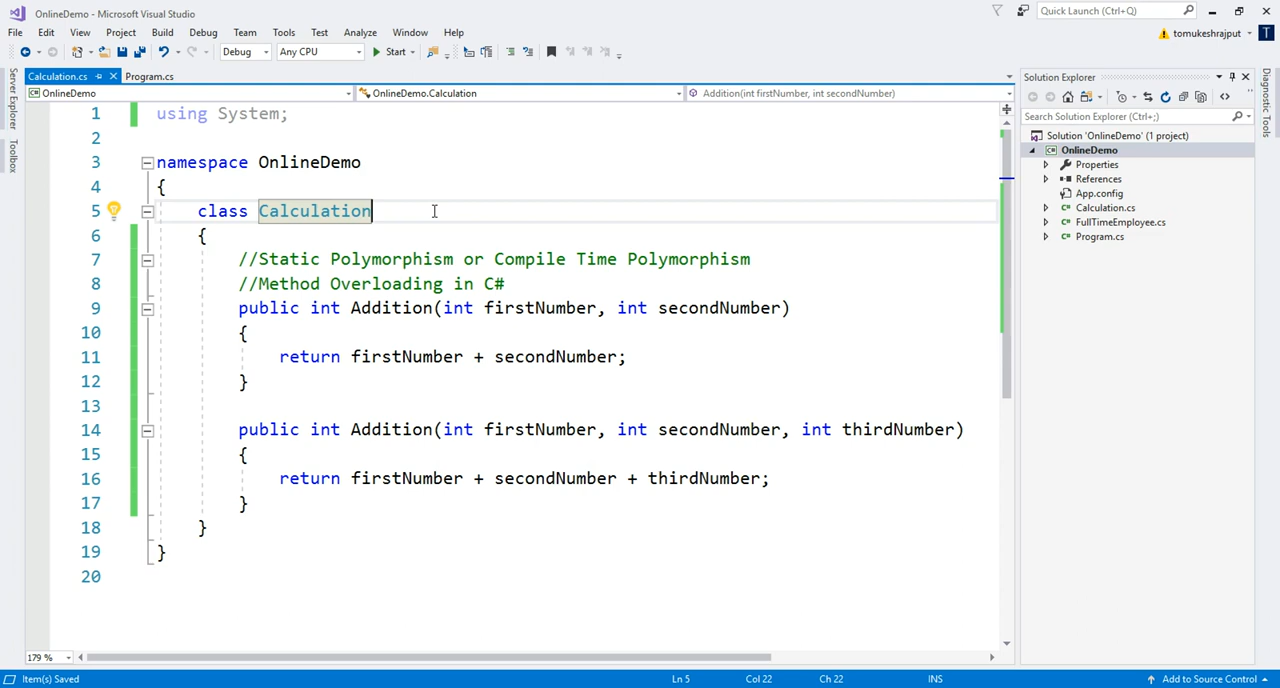 OnlineDemo - Microsoft Visual Studio
Quick Launch (Ctrl+Q)
File Edit View Project Build Debug Team Tools Test Analyze Window Help
tomukeshrajput
T
Debug Any CPU Start
Server Explorer
Toolbox
Calculation.cs Program.cs
OnlineDemo OnlineDemo.Calculation Addition(int firstNumber, int secondNumber)
1 using System;
2
3 namespace OnlineDemo
4 {
5 class Calculation
6 {
7 //Static Polymorphism or Compile Time Polymorphism
8 //Method Overloading in C#
9 public int Addition(int firstNumber, int secondNumber)
10 {
11 return firstNumber + secondNumber;
12 }
13
14 public int Addition(int firstNumber, int secondNumber, int thirdNumber)
15 {
16 return firstNumber + secondNumber + thirdNumber;
17 }
18 }
19 }
20
179 %
Solution Explorer
Search Solution Explorer (Ctrl+;)
Solution 'OnlineDemo' (1 project)
OnlineDemo
Properties
References
App.config
Calculation.cs
FullTimeEmployee.cs
Program.cs
Diagnostic Tools
Item(s) Saved Ln 5 Col 22 Ch 22 INS Add to Source Control